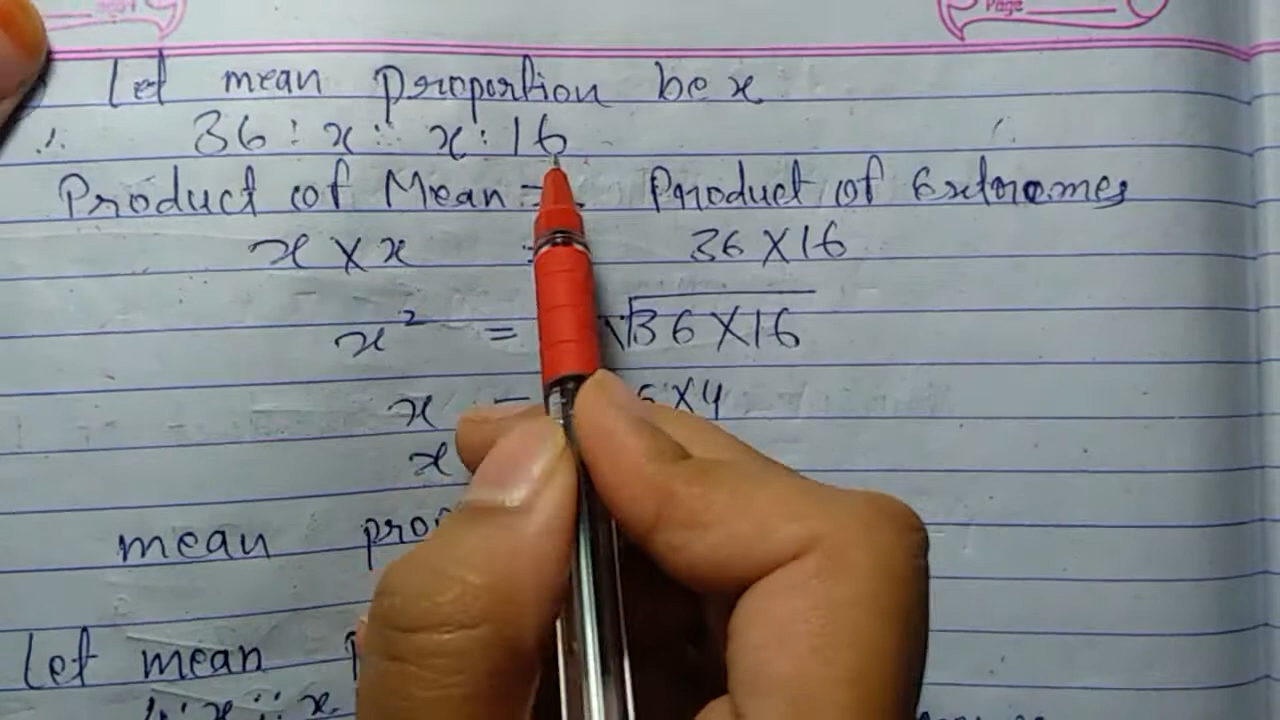 Page
Let mean proportion be x
∴ 36 : x :: x : 16
Product of Mean = Product of Extremes
x × x = 36 × 16
x² = √36 × 16
x = 6 × 4
x
mean
Let mean
x :: x